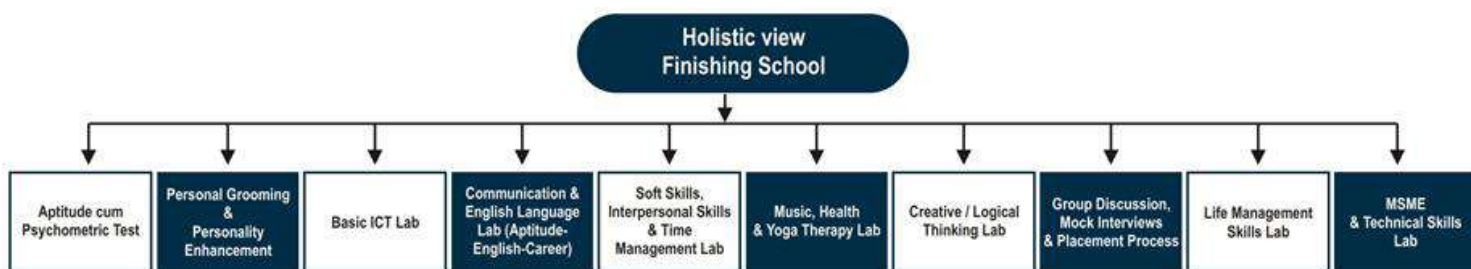 Holistic view
Finishing School
Aptitude cum
Psychometric Test
Personal Grooming
&
Personality
Enhancement
Basic ICT Lab
Communication &
English Language
Lab (Aptitude-
English-Career)
Soft Skills,
Interpersonal Skills
& Time
Management Lab
Music, Health
& Yoga Therapy Lab
Creative / Logical
Thinking Lab
Group Discussion,
Mock Interviews
& Placement Process
Life Management
Skills Lab
MSME
& Technical Skills
Lab